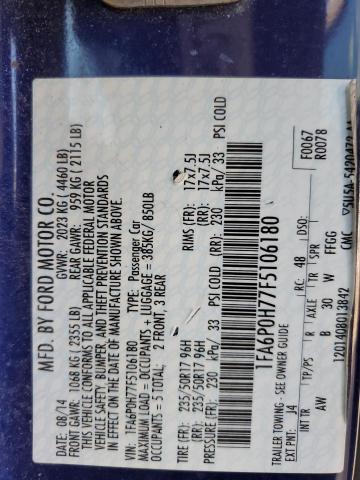 MFD. BY FORD MOTOR CO.
08/14 GVWR: 2023 KG ( 4460 LB)
FRONT GAWR: 1068 KG ( 2355 LB) REAR GAWR: 959 KG ( 2115 LB)
THIS VEHICLE CONFORMS TO ALL APPLICABLE FEDERAL MOTOR
VEHICLE SAFETY, BUMPER, AND THEFT PREVENTION STANDARDS
IN EFFECT ON THE DATE OF MANUFACTURE SHOWN ABOVE.
VIN: 1FA6P0H77F5106180 TYPE: Passenger Car
MAXIMUM LOAD = OCCUPANTS + LUGGAGE = 385KG/ 850LB
OCCUPANTS = 5 TOTAL; 2 FRONT, 3 REAR
TIRE (FR): 235/50R17 96H RIMS (FR): 17x7.5J
TIRE (RR): 235/50R17 96H (RR): 17x7.5J
PRESSURE (FR): 230 kPa/ 33 PSI COLD (RR): 230 kPa/ 33 PSI COLD
1FA6P0H77F5106180
TRAILER TOWING - SEE OWNER GUIDE
F0067
R0078
EXT PNT: J4 RC: 48 DSO:
INT TR TP/PS R AXLE TR SPR
AW B 30 W FFGG
120140801384​2 CMC